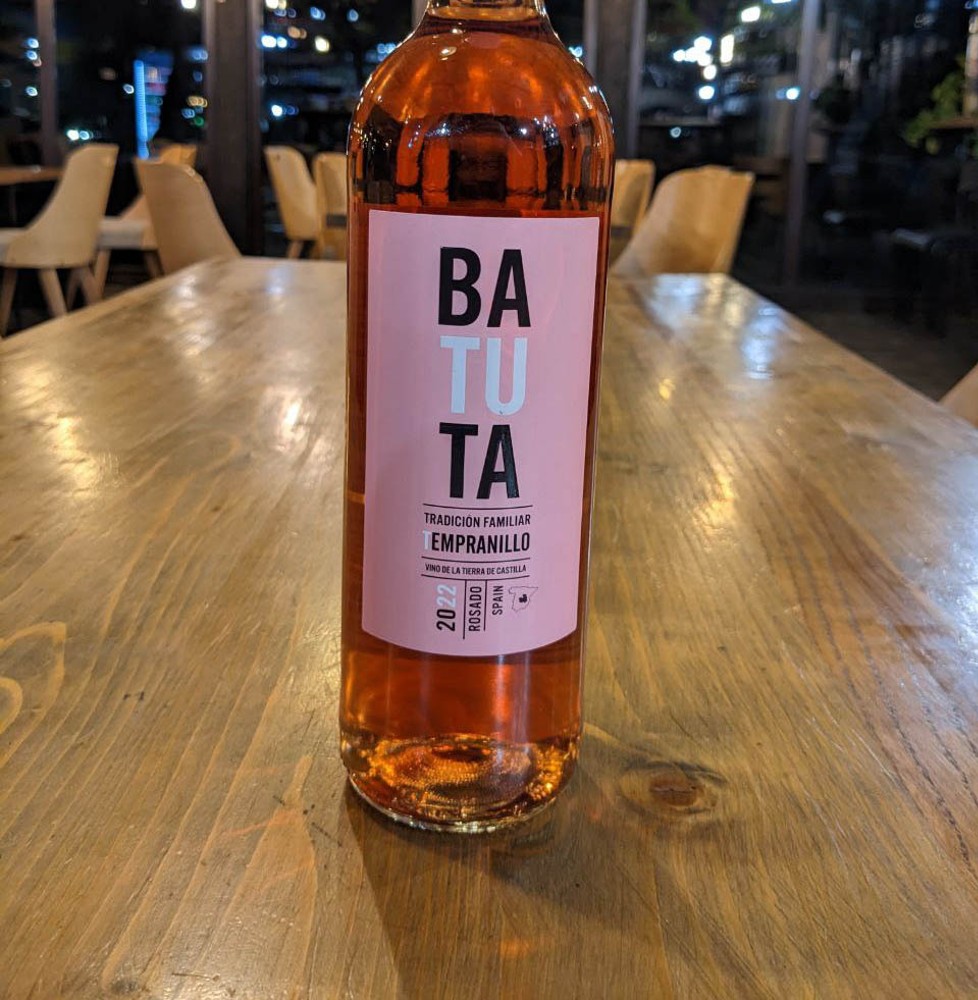 BA
TU
TA
TRADICIÓN FAMILIAR
TEMPRANILLO
VINO DE LA TIERRA DE CASTILLA
2022
ROSADO
SPAIN